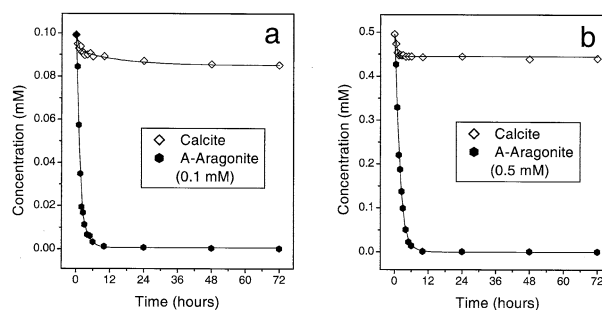 a
0.10
0.08
0.06
0.04
0.02
0.00
Concentration (mM)
Calcite
A-Aragonite
(0.1 mM)
0 12 24 36 48 60 72
Time (hours)
b
0.5
0.4
0.3
0.2
0.1
0.0
Concentration (mM)
Calcite
A-Aragonite
(0.5 mM)
0 12 24 36 48 60 72
Time (hours)